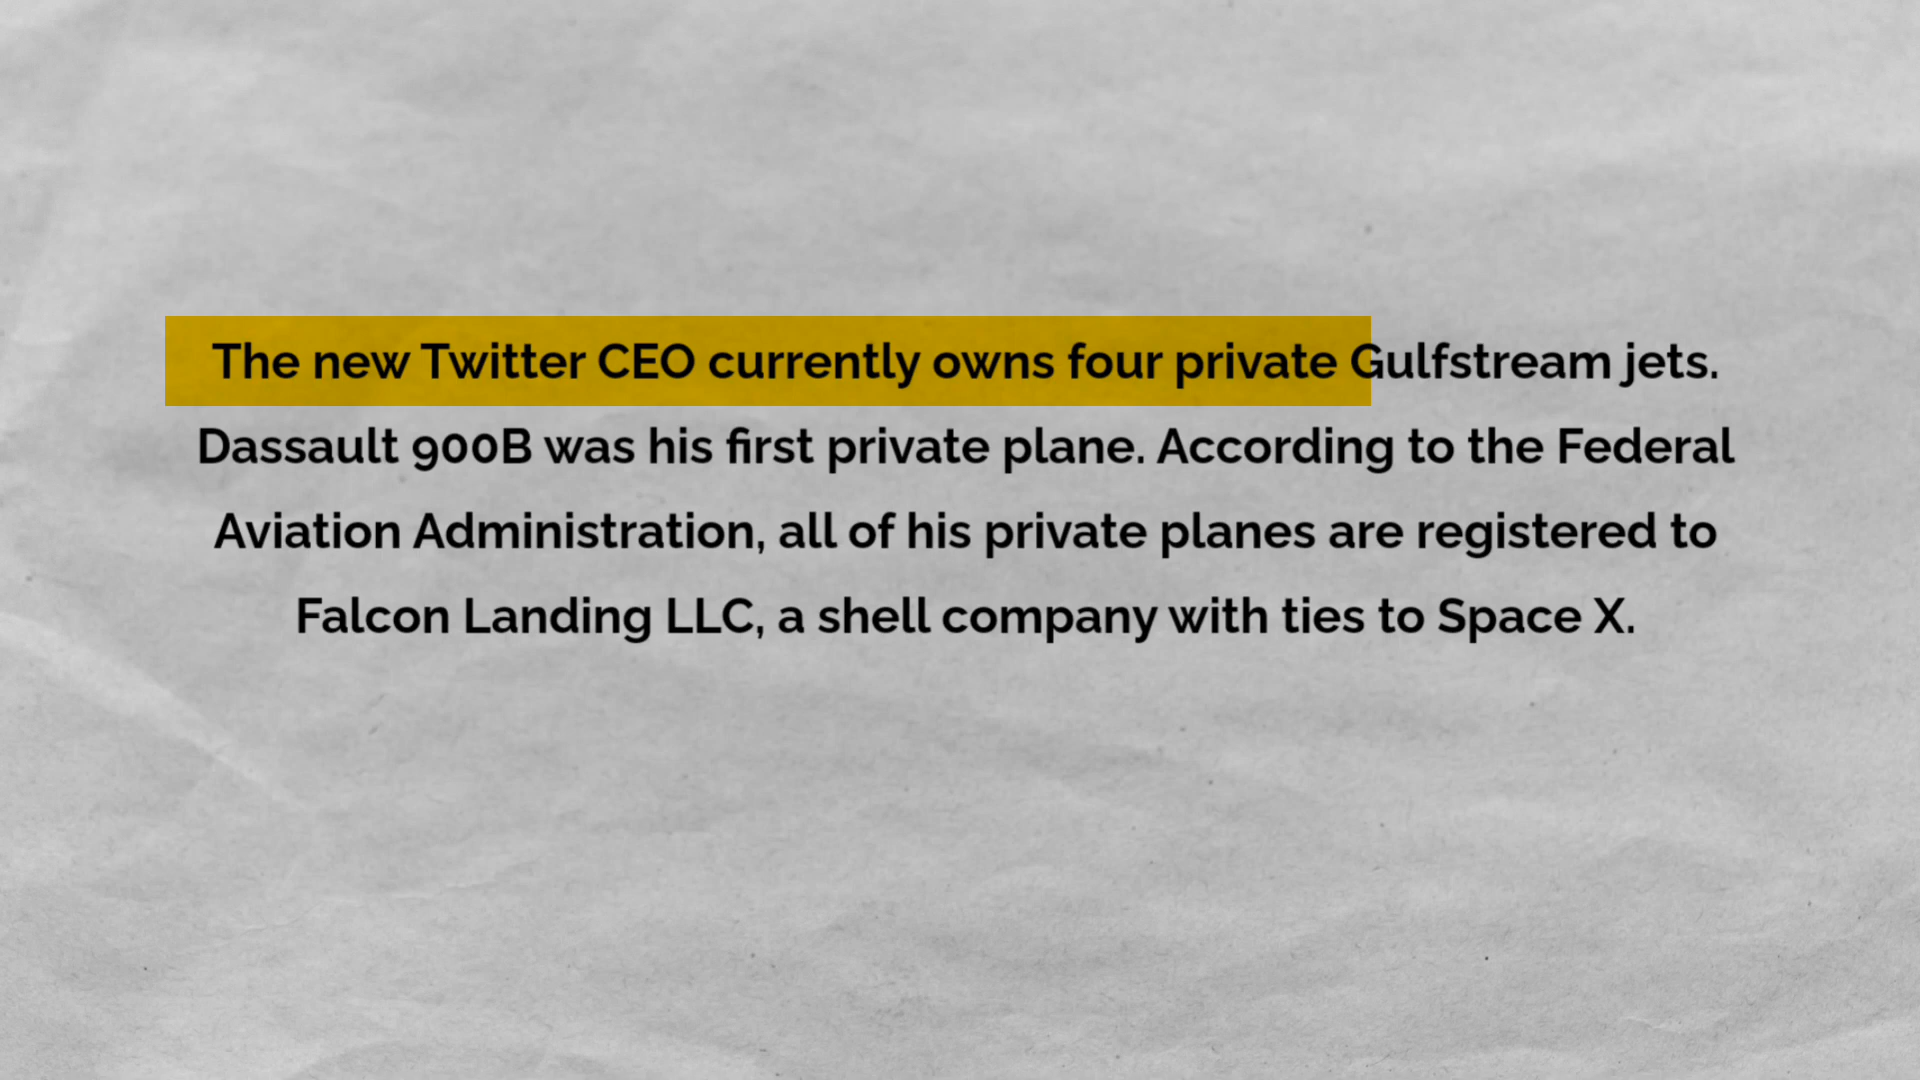 The new Twitter CEO currently owns four private Gulfstream jets.
Dassault 900B was his first private plane. According to the Federal
Aviation Administration, all of his private planes are registered to
Falcon Landing LLC, a shell company with ties to Space X.